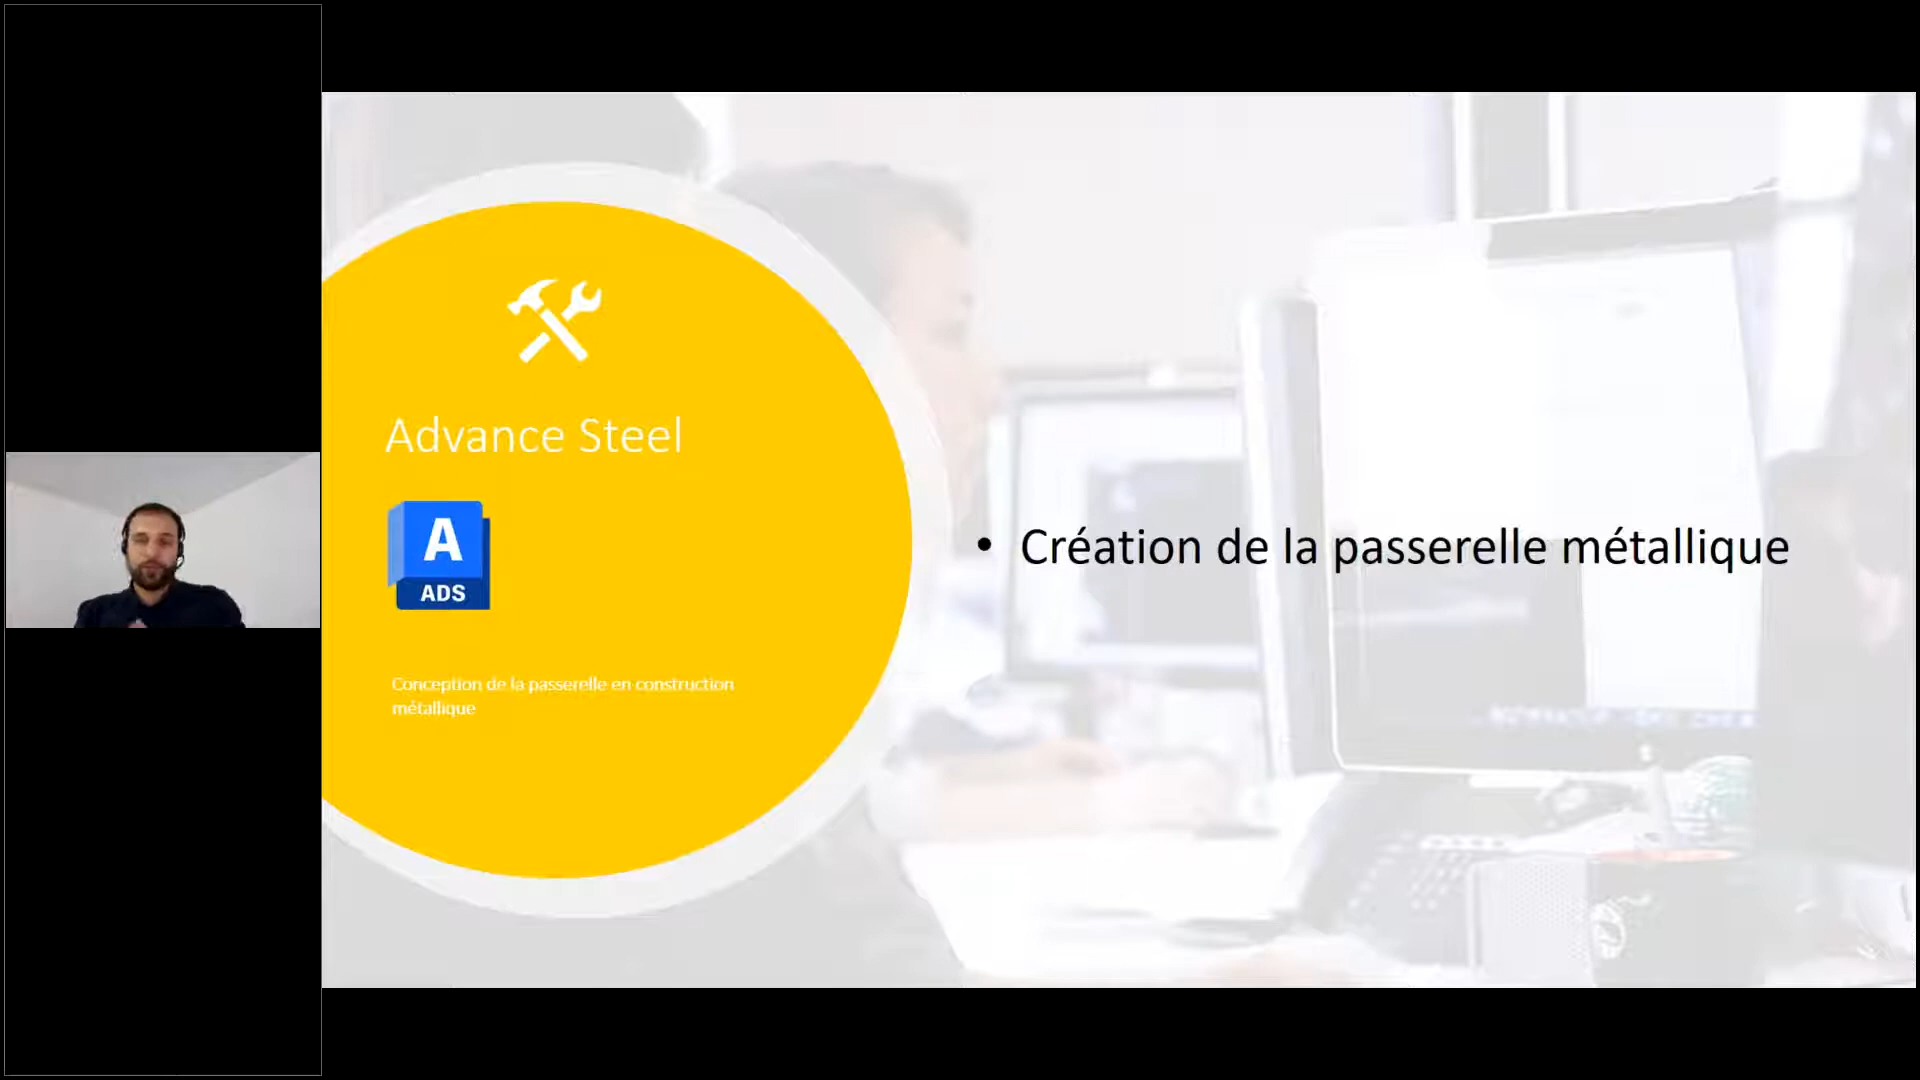 Advance Steel
A
ADS
Conception de la passerelle en construction
métallique
• Création de la passerelle métallique